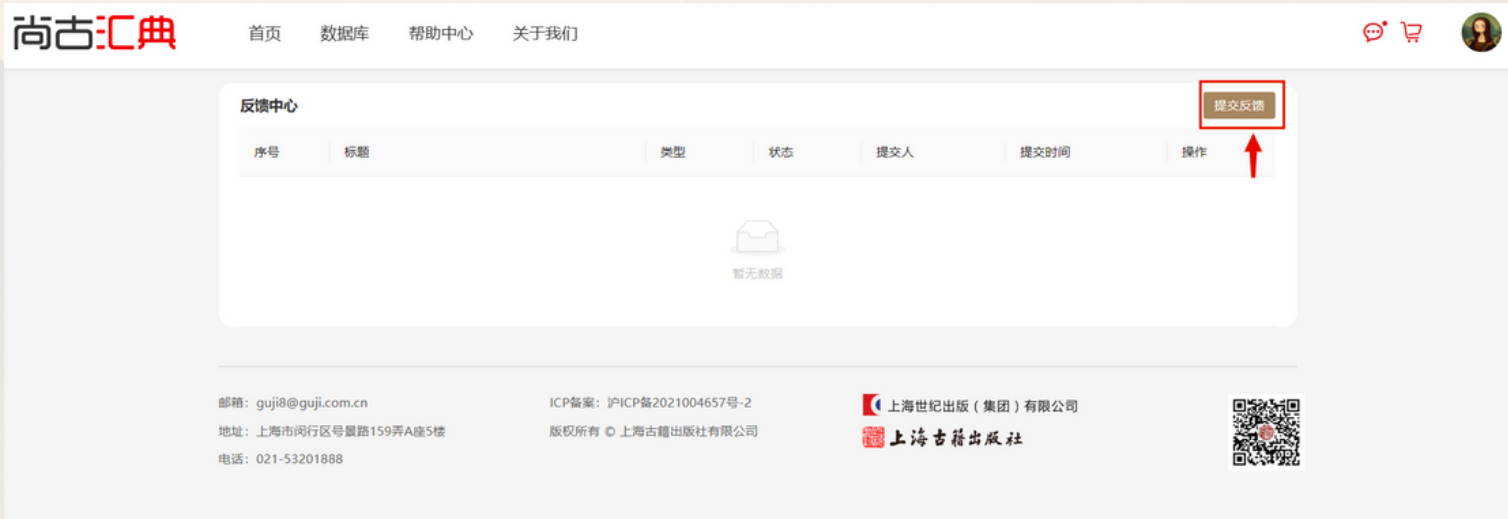 尚古汇典 首页 数据库 帮助中心 关于我们
反馈中心 提交反馈
序号 标题 类型 状态 提交人 提交时间 操作
暂无数据
邮箱：guji8@guji.com.cn
地址：上海市闵行区号景路159弄A座5楼
电话：021-53201888
ICP备案：沪ICP备2021004657号-2
版权所有 © 上海古籍出版社有限公司
上海世纪出版（集团）有限公司
上海古籍出版社